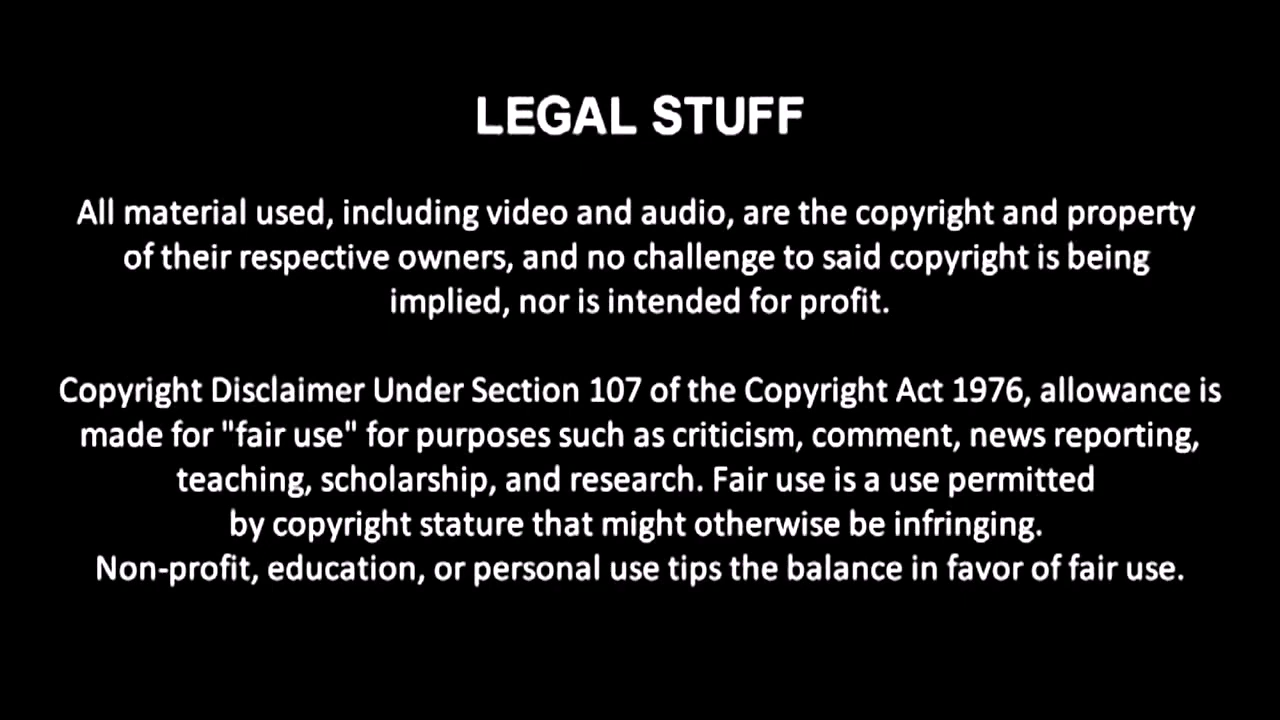 LEGAL STUFF
All material used, including video and audio, are the copyright and property
of their respective owners, and no challenge to said copyright is being
implied, nor is intended for profit.
Copyright Disclaimer Under Section 107 of the Copyright Act 1976, allowance is
made for "fair use" for purposes such as criticism, comment, news reporting,
teaching, scholarship, and research. Fair use is a use permitted
by copyright stature that might otherwise be infringing.
Non-profit, education, or personal use tips the balance in favor of fair use.